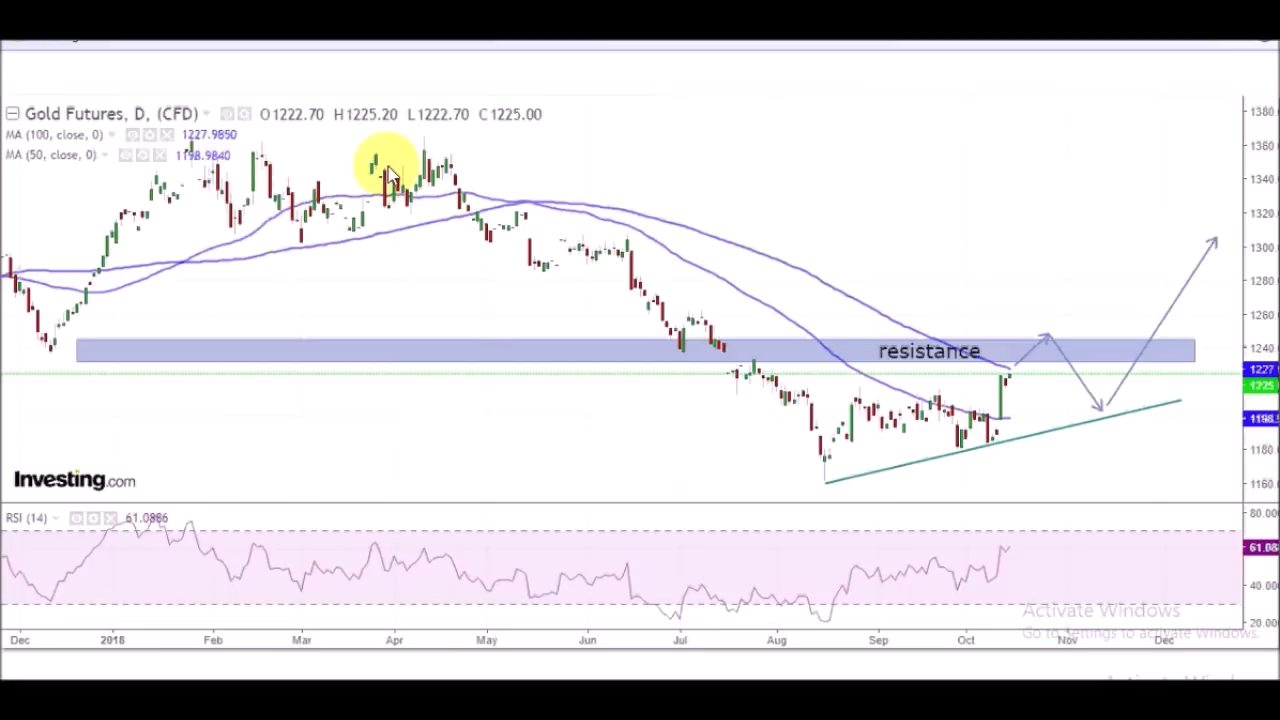 Gold Futures, D, (CFD) O1222.70 H1225.20 L1222.70 C1225.00
MA (100, close, 0) 1227.9850
MA (50, close, 0) 1198.9840
1380
1360
1340
1320
1300
1280
1260
1240
1227
1225
1198.
1180
1160
resistance
Investing.com
RSI (14) 61.0886
80.00
61.08
40.00
20.00
Dec 2018 Feb Mar Apr May Jun Jul Aug Sep Oct Nov Dec
Activate Windows
Go to Settings to activate Windows.